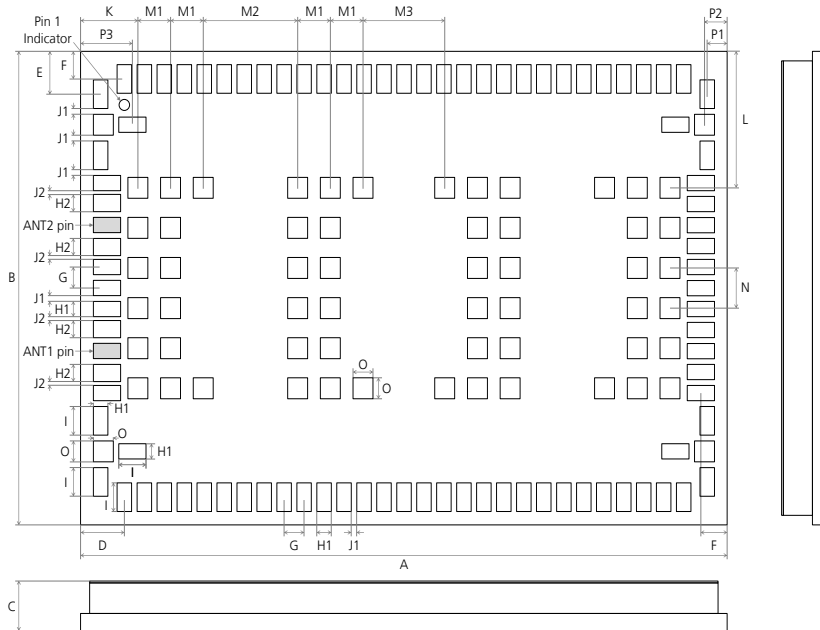 Pin 1
Indicator
K M1 M1 M2 M1 M1 M3 P2
P3 P1
E F
J1
J1
J1
J2
H2
ANT2 pin
H2
J2
G
J1
H1
J2
H2
ANT1 pin
H2
J2
H1
I
O
O
I
I
H1
I
I
B
L
N
O
O
D G H1 J1 F
A
C